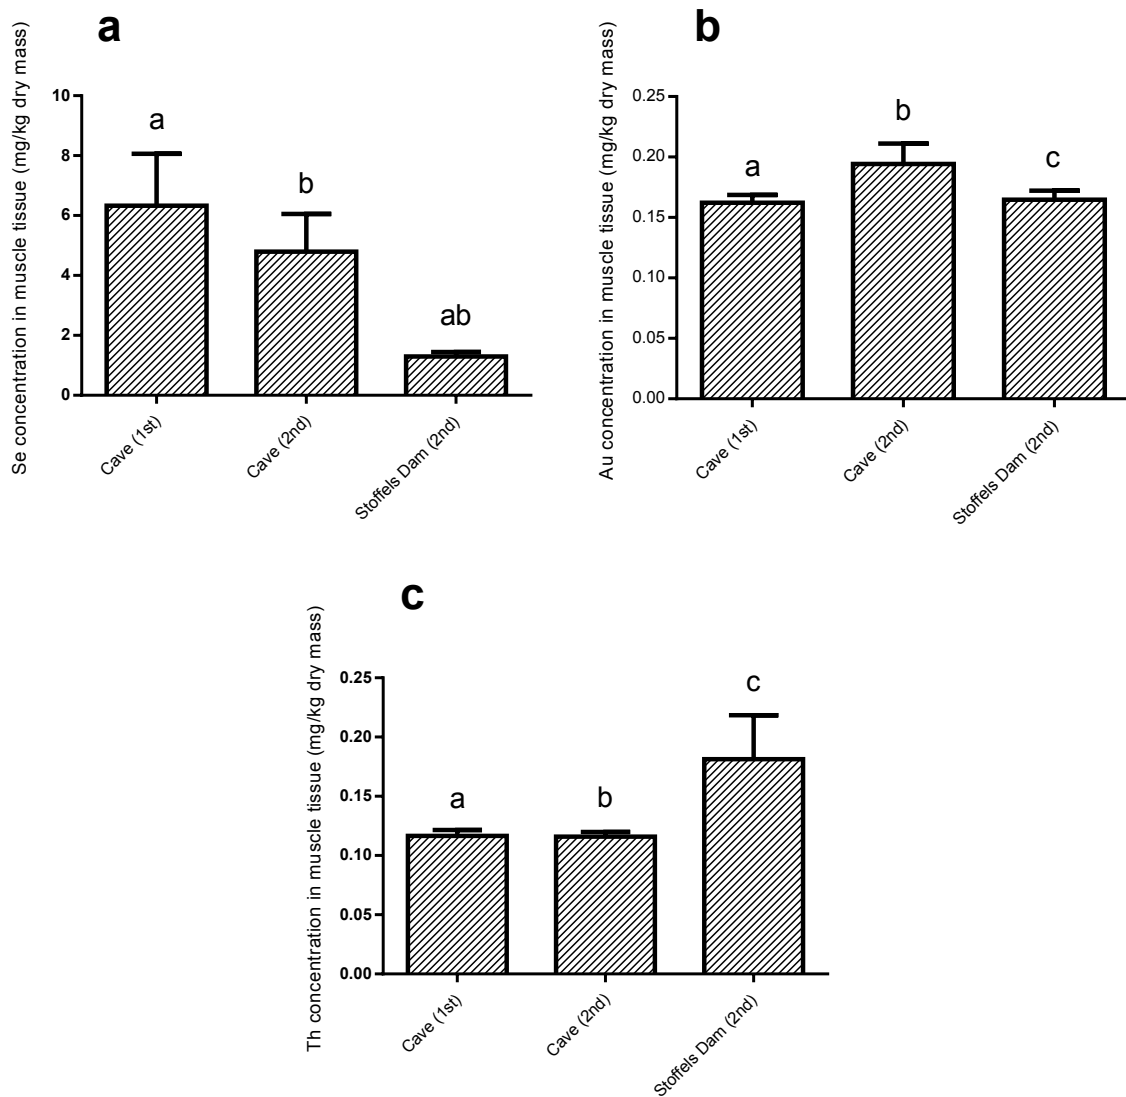 a
Se concentration in muscle tissue (mg/kg dry mass)
10
8
6
4
2
0
a
b
ab
Cave (1st)
Cave (2nd)
Stoffels Dam (2nd)
b
Au concentration in muscle tissue (mg/kg dry mass)
0.25
0.20
0.15
0.10
0.05
0.00
a
b
c
Cave (1st)
Cave (2nd)
Stoffels Dam (2nd)
c
Th concentration in muscle tissue (mg/kg dry mass)
0.25
0.20
0.15
0.10
0.05
0.00
a
b
c
Cave (1st)
Cave (2nd)
Stoffels Dam (2nd)